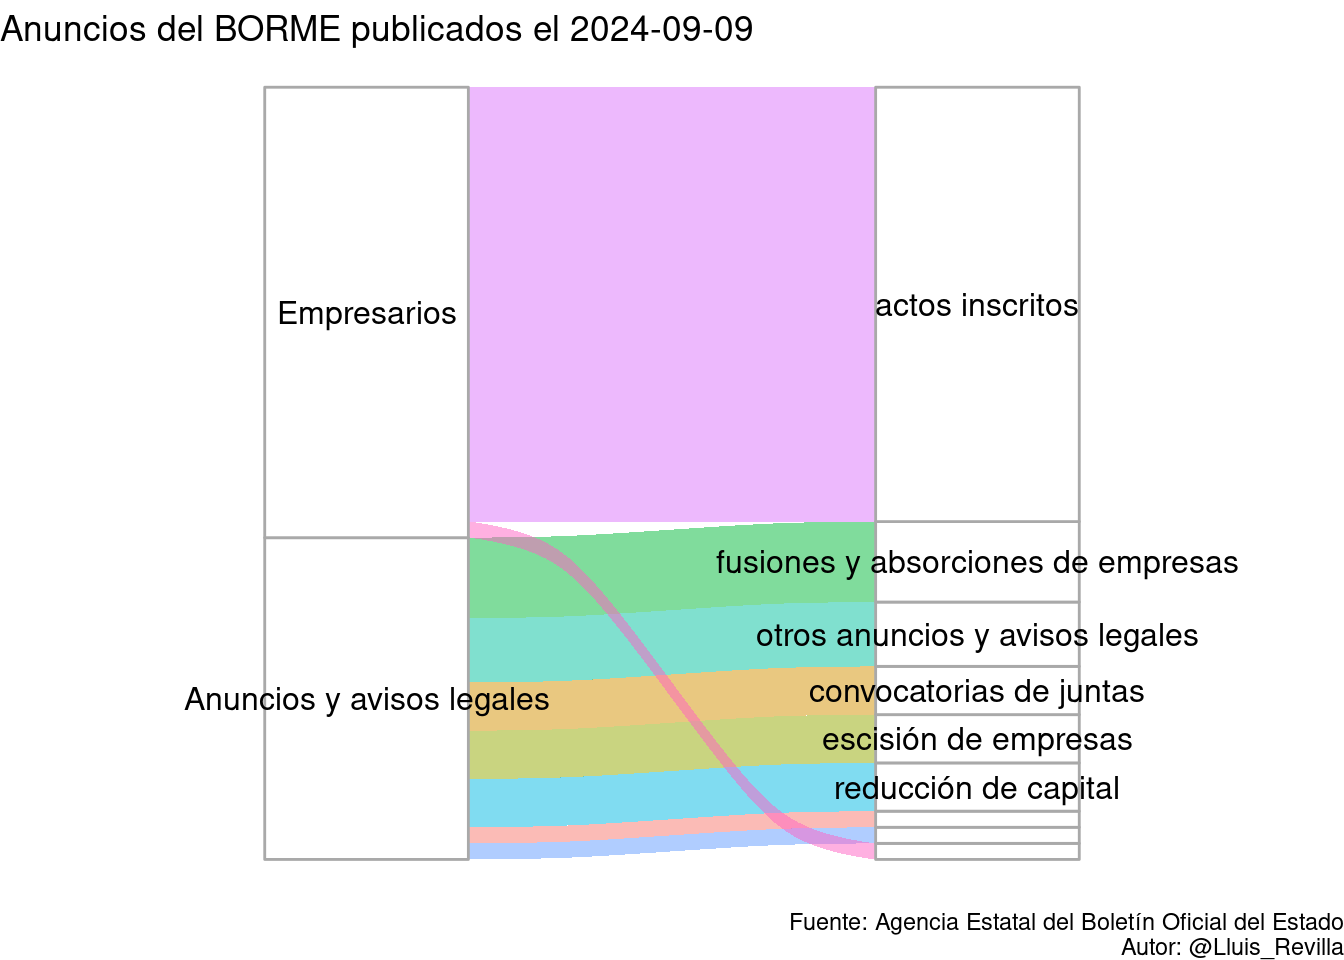 Anuncios del BORME publicados el 2024-09-09
Empresarios
actos inscritos
fusiones y absorciones de empresas
otros anuncios y avisos legales
Anuncios y avisos legales
convocatorias de juntas
escisión de empresas
reducción de capital
Fuente: Agencia Estatal del Boletín Oficial del Estado
Autor: @Lluis_Revilla